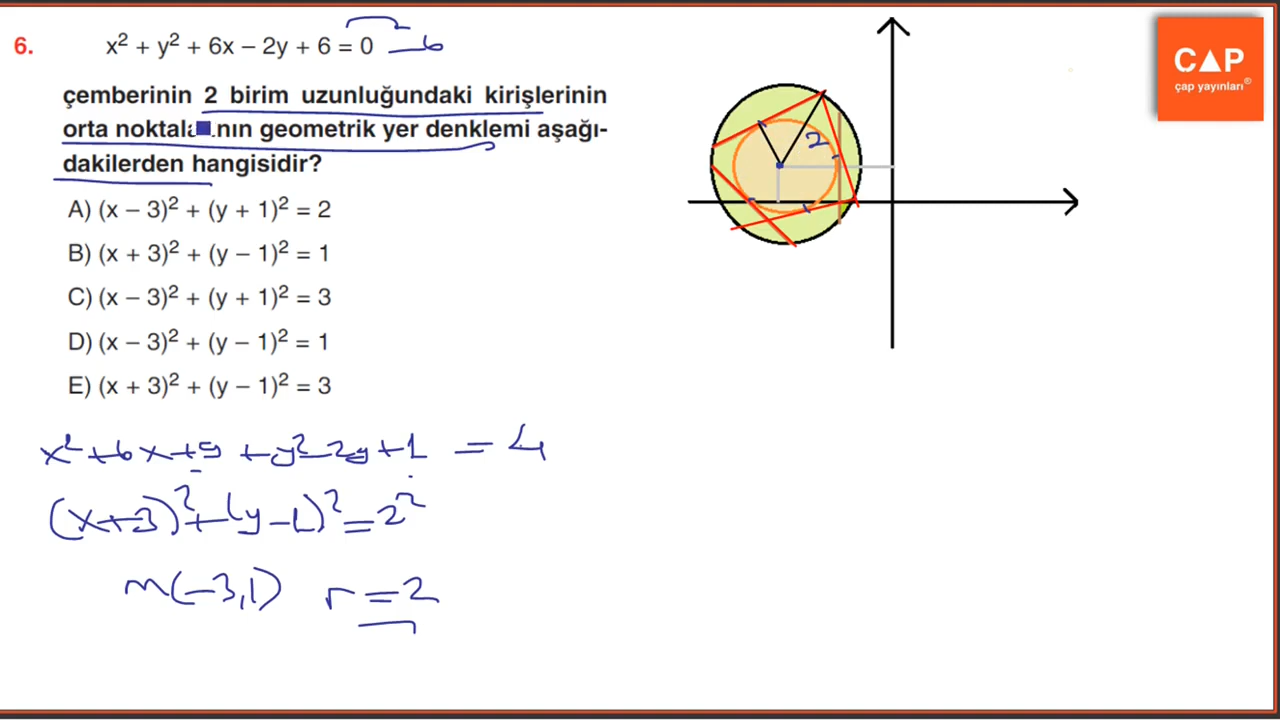 6. x² + y² + 6x − 2y + 6 = 0 −6
çemberinin 2 birim uzunluğundaki kirişlerinin
orta noktala■.nın geometrik yer denklemi aşağı-
dakilerden hangisidir?
A) (x − 3)² + (y + 1)² = 2
B) (x + 3)² + (y − 1)² = 1
C) (x − 3)² + (y + 1)² = 3
D) (x − 3)² + (y − 1)² = 1
E) (x + 3)² + (y − 1)² = 3
x² + 6x + 9 + y² − 2y + 1 = 4
(x+3)² + (y − 1)² = 2²
m(−3,1) r = 2
2
ÇAP
çap yayınları®